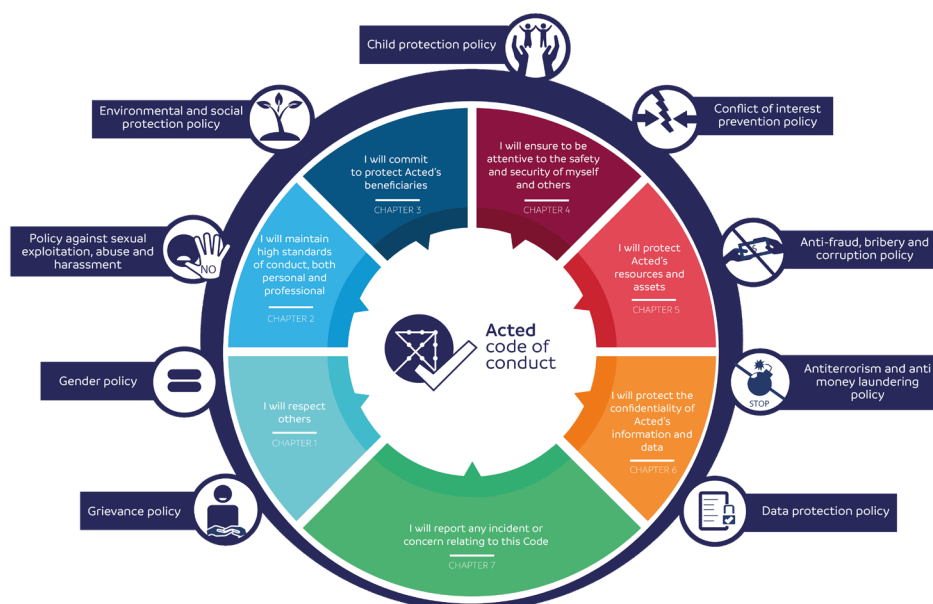 Child protection policy
Environmental and social
protection policy
Conflict of interest
prevention policy
I will commit
to protect Acted's
beneficiaries
CHAPTER 3
I will ensure to be
attentive to the safety
and security of myself
and others
CHAPTER 4
Policy against sexual
exploitation, abuse and
harassment
NO
I will maintain
high standards
of conduct, both
personal and
professional
CHAPTER 2
I will protect
Acted's
resources and
assets
CHAPTER 5
Anti-fraud, bribery and
corruption policy
Acted
code of
conduct
Gender policy
I will respect
others
CHAPTER 1
I will protect the
confidentiality of
Acted's
information and
data
CHAPTER 6
STOP
Antiterrorism and anti
money laundering
policy
Grievance policy
I will report any incident or
concern relating to this Code
CHAPTER 7
Data protection policy